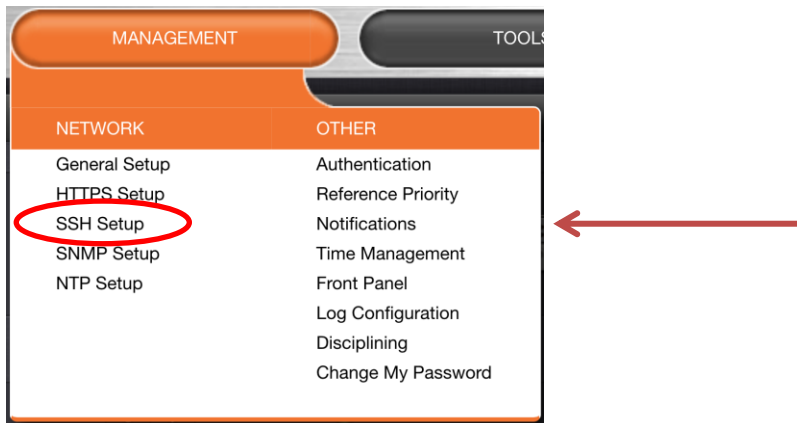 MANAGEMENT
TOOLS
NETWORK
General Setup
HTTPS Setup
SSH Setup
SNMP Setup
NTP Setup
OTHER
Authentication
Reference Priority
Notifications
Time Management
Front Panel
Log Configuration
Disciplining
Change My Password